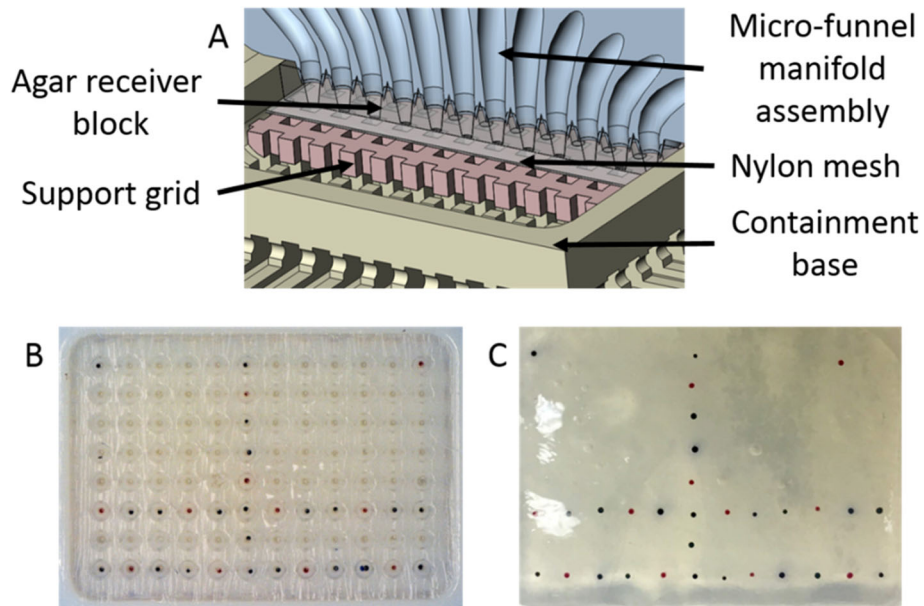 A
Agar receiver
block
Support grid
Micro-funnel
manifold
assembly
Nylon mesh
Containment
base
B
C